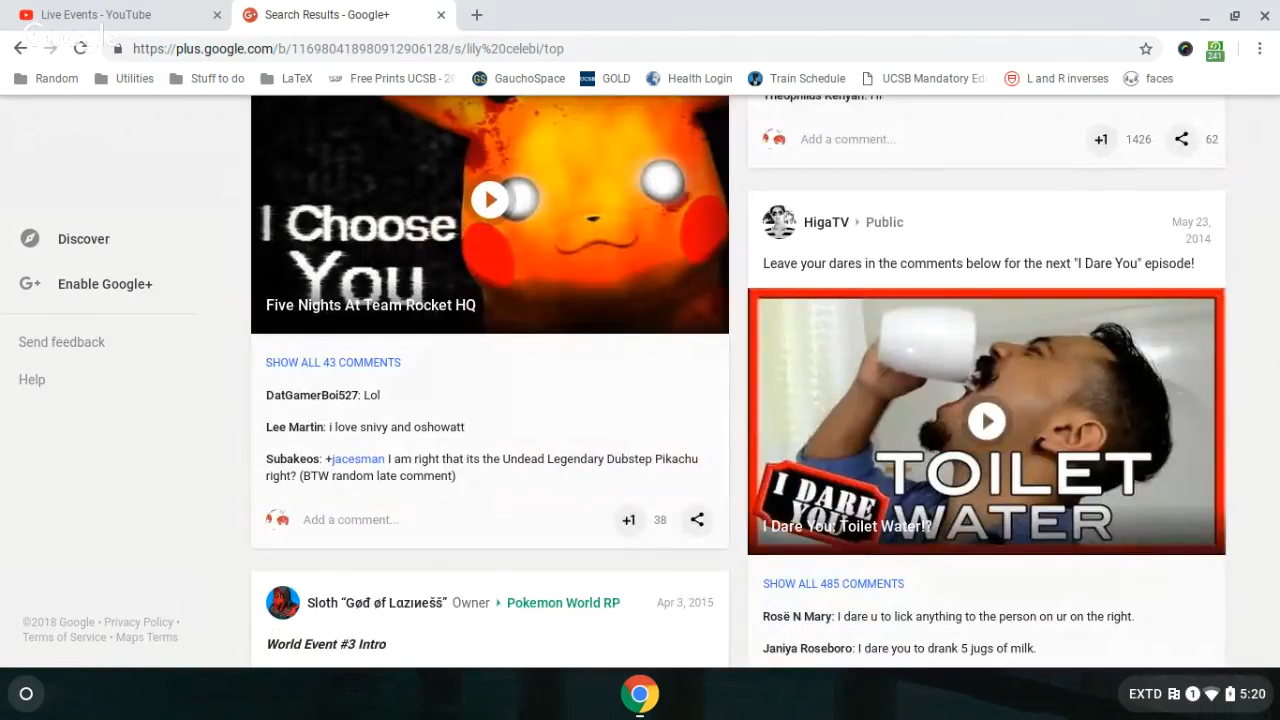 Live Events - YouTube
Search Results - Google+
https://plus.google.com/b/116980418980912906128/s/lily%20celebi/top
Google+
241
Random
Utilities
Stuff to do
LaTeX
Free Prints UCSB - 20
GauchoSpace
GOLD
Health Login
Train Schedule
UCSB Mandatory Ed
L and R inverses
faces
Discover
Enable Google+
Send feedback
Help
©2018 Google • Privacy Policy •
Terms of Service • Maps Terms
I Choose
You
Five Nights At Team Rocket HQ
SHOW ALL 43 COMMENTS
DatGamerBoi527: Lol
Lee Martin: i love snivy and oshowatt
Subakeos: +jacesman I am right that its the Undead Legendary Dubstep Pikachu
right? (BTW random late comment)
Add a comment...
+1
38
Sloth “Gøđ øf Lαzιиešš” Owner
Pokemon World RP
Apr 3, 2015
World Event #3 Intro
Theophilus Kenyan: Hi
Add a comment...
+1
1426
62
HigaTV
Public
May 23,
2014
Leave your dares in the comments below for the next "I Dare You" episode!
I DARE
YOU
TOILET
WATER
I Dare You: Toilet Water!?
SHOW ALL 485 COMMENTS
Rosë N Mary: I dare u to lick anything to the person on ur on the right.
Janiya Roseboro: I dare you to drank 5 jugs of milk.
EXTD
1
5:20